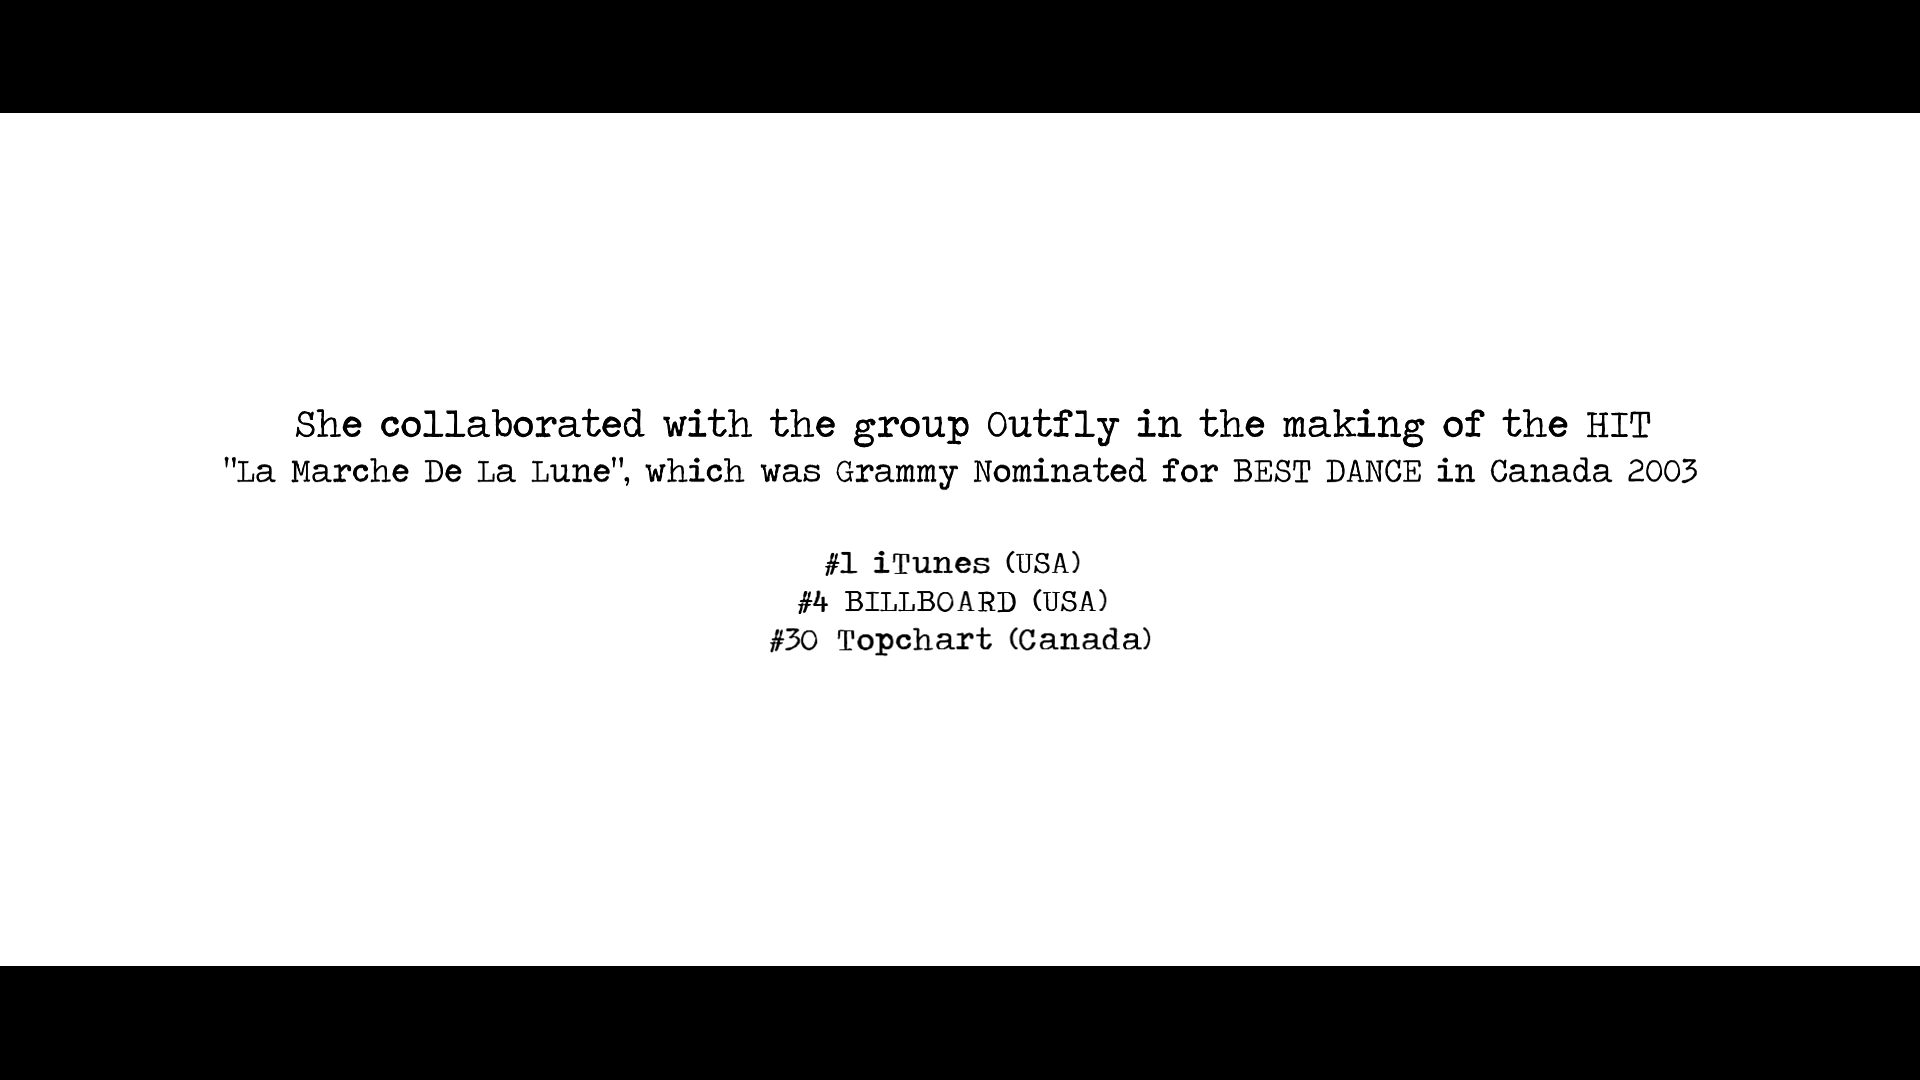 She collaborated with the group Outfly in the making of the HIT
"La Marche De La Lune", which was Grammy Nominated for BEST DANCE in Canada 2003
#1 iTunes (USA)
#4 BILLBOARD (USA)
#30 Topchart (Canada)